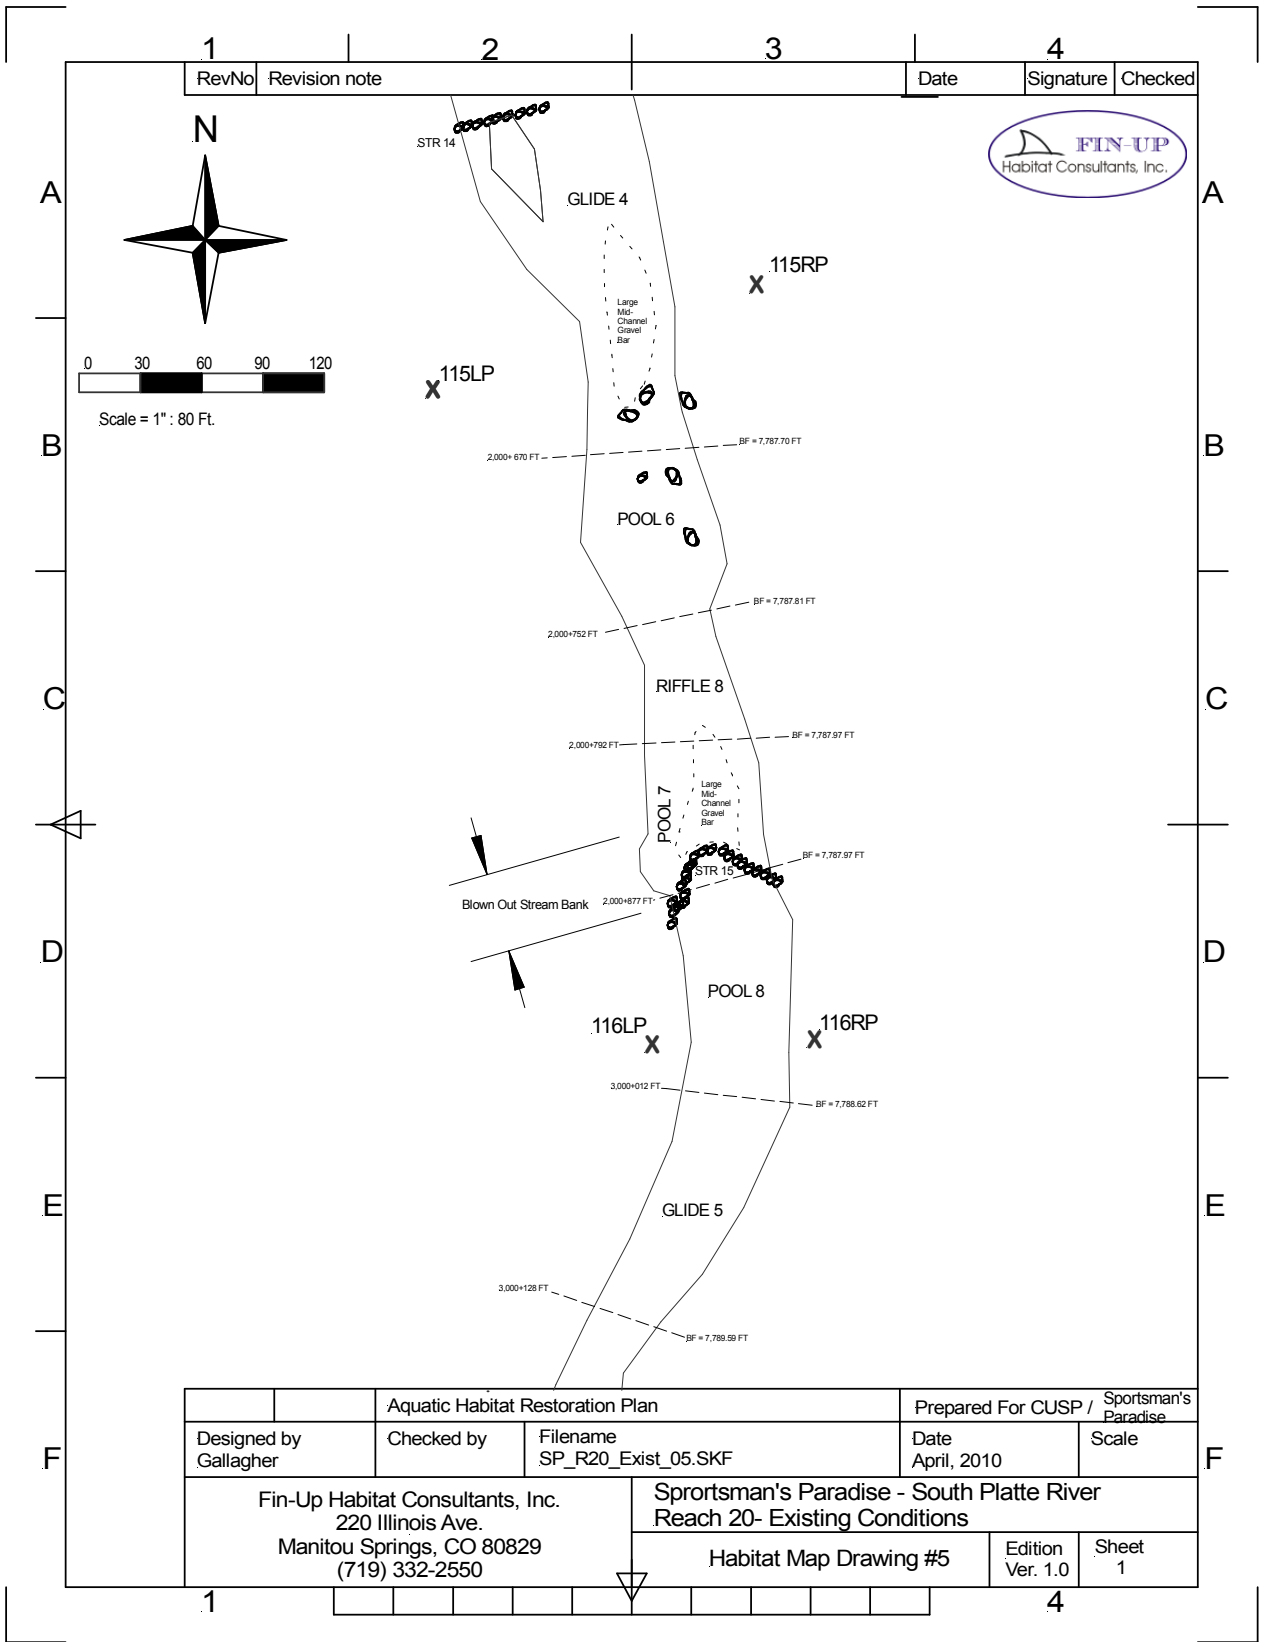 1 2 3 4
RevNo Revision note Date Signature Checked
N
STR 14
FIN-UP
Habitat Consultants, Inc.
A A
GLIDE 4
115RP
Large
Mid-
Channel
Gravel
Bar
0 30 60 90 120
115LP
Scale = 1" : 80 Ft.
B B
2,000+ 670 FT BF = 7,787.70 FT
POOL 6
BF = 7,787.81 FT
2,000+752 FT
RIFFLE 8
C C
2,000+792 FT BF = 7,787.97 FT
POOL 7
Large
Mid-
Channel
Gravel
Bar
BF = 7,787.97 FT
STR 15
Blown Out Stream Bank 2,000+877 FT
D D
POOL 8
116LP 116RP
3,000+012 FT BF = 7,788.62 FT
E E
GLIDE 5
3,000+128 FT
BF = 7,789.59 FT
Aquatic Habitat Restoration Plan Prepared For CUSP / Sportsman's
Paradise
Designed by
Gallagher
Checked by
Filename
SP_R20_Exist_05.SKF
Date
April, 2010
Scale
F F
Fin-Up Habitat Consultants, Inc.
220 Illinois Ave.
Manitou Springs, CO 80829
(719) 332-2550
Sprortsman's Paradise - South Platte River
Reach 20- Existing Conditions
Habitat Map Drawing #5
Edition
Ver. 1.0
Sheet
1
1 4